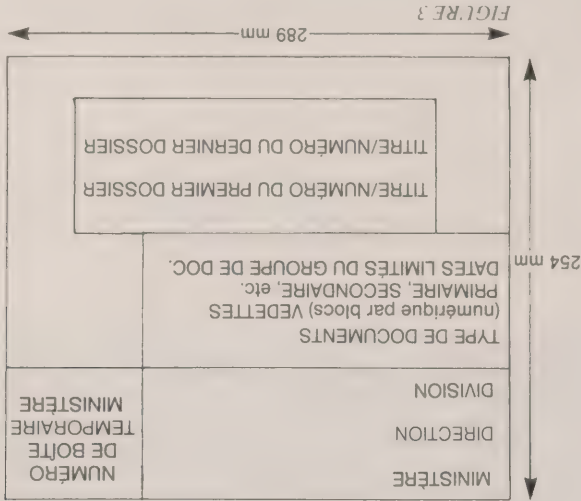 MINISTÈRE
DIRECTION
DIVISION
NUMÉRO
DE BOÎTE
TEMPORAIRE
MINISTÈRE
TYPE DE DOCUMENTS
(numérique par blocs) VEDETTES
PRIMAIRE, SECONDAIRE, etc.
DATES LIMITES DU GROUPE DE DOC.
TITRE/NUMÉRO DU PREMIER DOSSIER
TITRE/NUMÉRO DU DERNIER DOSSIER
254 mm
289 mm
FIGURE 3